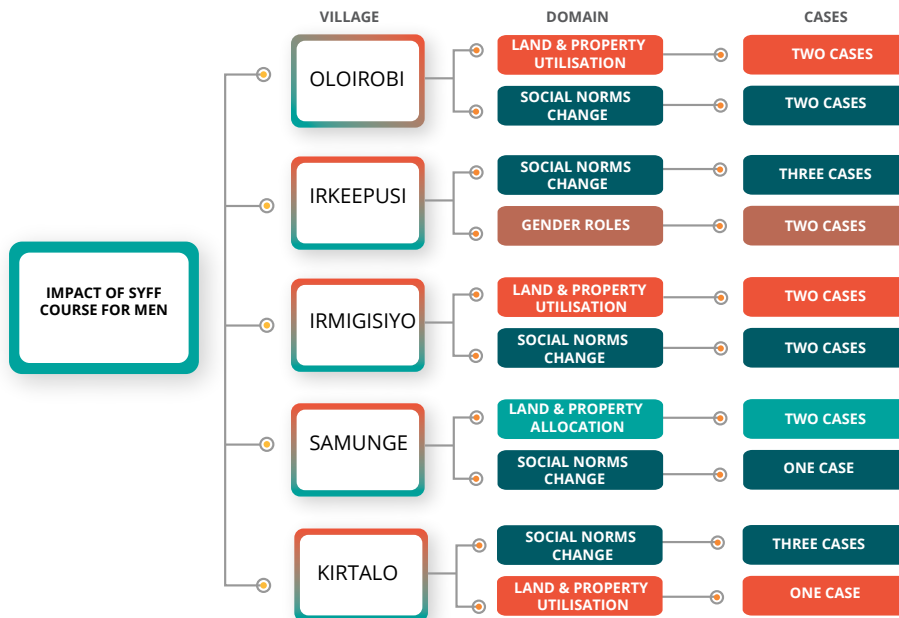 VILLAGE
DOMAIN
CASES
IMPACT OF SYFF
COURSE FOR MEN
OLOIROBI
LAND & PROPERTY
UTILISATION
TWO CASES
SOCIAL NORMS
CHANGE
TWO CASES
IRKEEPUSI
SOCIAL NORMS
CHANGE
THREE CASES
GENDER ROLES
TWO CASES
IRMIGISIYO
LAND & PROPERTY
UTILISATION
TWO CASES
SOCIAL NORMS
CHANGE
TWO CASES
SAMUNGE
LAND & PROPERTY
ALLOCATION
TWO CASES
SOCIAL NORMS
CHANGE
ONE CASE
KIRTALO
SOCIAL NORMS
CHANGE
THREE CASES
LAND & PROPERTY
UTILISATION
ONE CASE